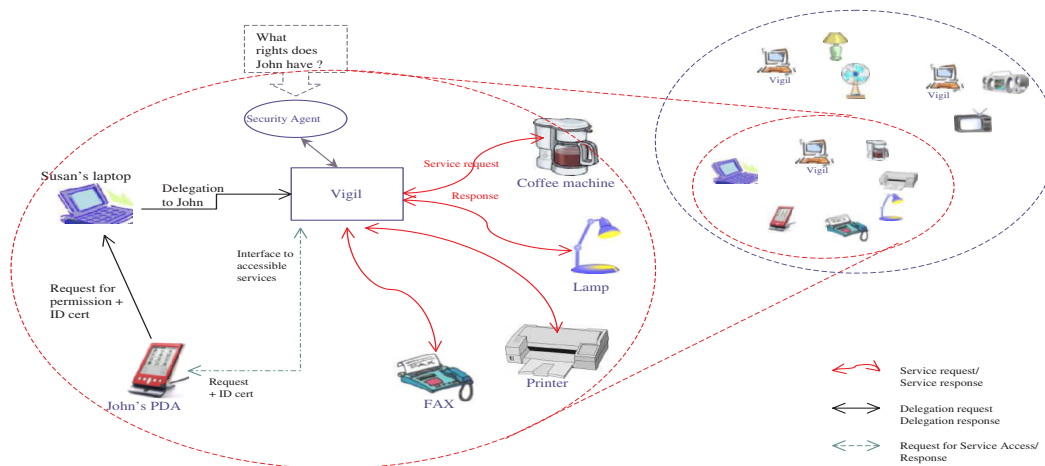 What
rights does
John have ?
Security Agent
Vigil
Service request
Response
Coffee machine
Lamp
Susan's laptop
Delegation
to John
Interface to
accessible
services
Request for
permission +
ID cert
John's PDA
Request
+ ID cert
FAX
Printer
Vigil
Vigil
Vigil
Service request/
Service response
Delegation request
Delegation response
Request for Service Access/
Response